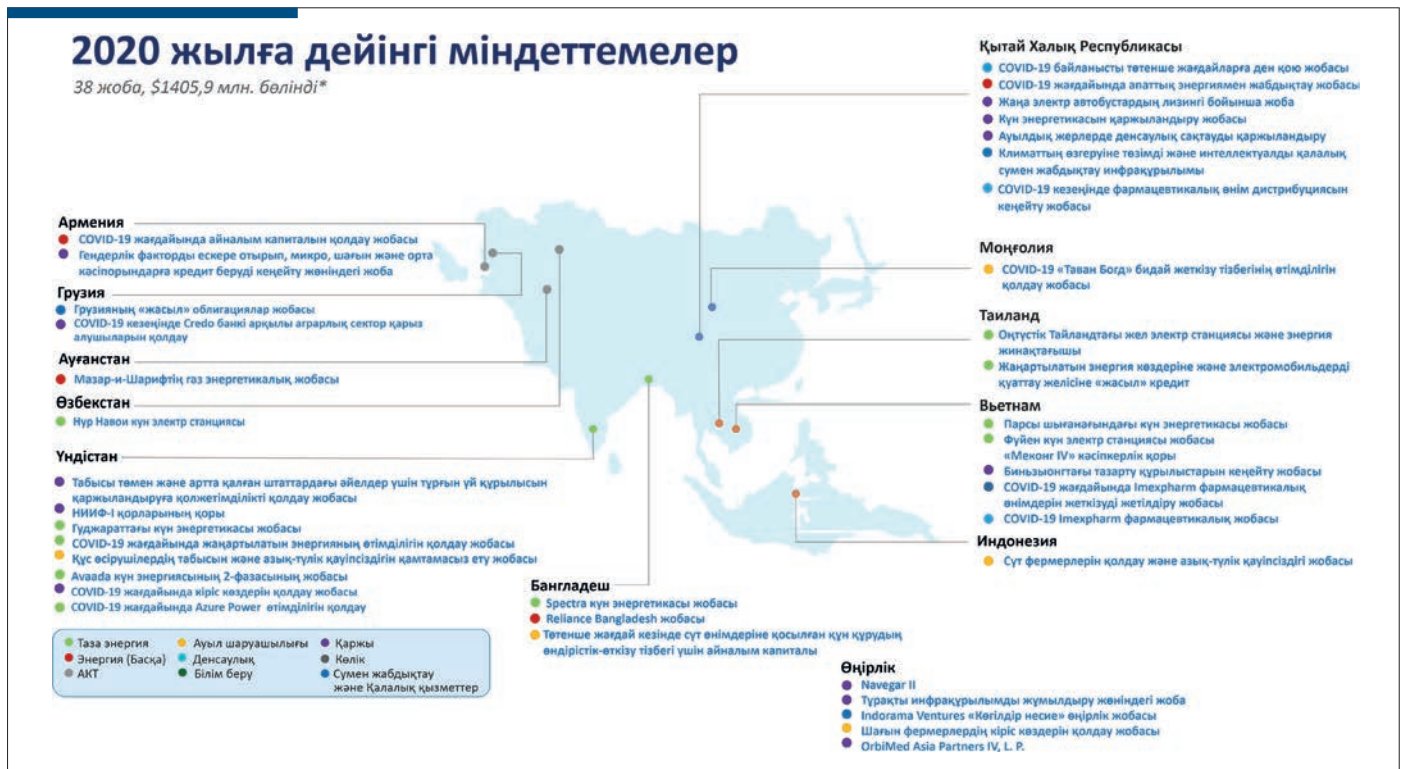 2020 жылға дейінгі міндеттемелер
38 жоба, $1405,9 млн. бөлінді*
Армения
COVID-19 жағдайында айналым капиталын қолдау жобасы
Гендерлік факторды ескере отырып, микро, шағын және орта
кәсіпорындарға кредит беруді кеңейту жөніндегі жоба
Грузия
Грузияның «жасыл» облигациялар жобасы
COVID-19 кезеңінде Credo банкі арқылы аграрлық сектор қарыз
алушыларын қолдау
Ауғанстан
Мазар-и-Шарифтің газ энергетикалық жобасы
Өзбекстан
Нур Навои күн электр станциясы
Үндістан
Табысы төмен және артта қалған штаттардағы әйелдер үшін тұрғын үй құрылысын
қаржыландыруға қолжетімділікті қолдау жобасы
НИИФ-I қорларының қоры
Гуджараттағы күн энергетикасы жобасы
COVID-19 жағдайында жаңартылатын энергияның өтімділігін қолдау жобасы
Құс өсірушілердің табысын және азық-түлік қауіпсіздігін қамтамасыз ету жобасы
Avaada күн энергиясының 2-фазасының жобасы
COVID-19 жағдайында кіріс көздерін қолдау жобасы
COVID-19 жағдайында Azure Power өтімділігін қолдау
Таза энергия
Ауыл шаруашылығы
Қаржы
Энергия (Басқа)
Денсаулық
Көлік
АКТ
Білім беру
Сумен жабдықтау
және Қалалық қызметтер
Бангладеш
Spectra күн энергетикасы жобасы
Reliance Bangladesh жобасы
Төтенше жағдай кезінде сүт өнімдеріне қосылған құн құрудың
өндірістік-өткізу тізбегі үшін айналым капиталы
Қытай Халық Республикасы
COVID-19 байланысты төтенше жағдайларға ден қою жобасы
COVID-19 жағдайында апаттық энергиямен жабдықтау жобасы
Жаңа электр автобустардың лизингі бойынша жоба
Күн энергетикасын қаржыландыру жобасы
Ауылдық жерлерде денсаулық сақтауды қаржыландыру
Климаттың өзгеруіне төзімді және интеллектуалды қалалық
сумен жабдықтау инфрақұрылымы
COVID-19 кезеңінде фармацевтикалық өнім дистрибуциясын
кеңейту жобасы
Моңғолия
COVID-19 «Таван Богд» бидай жеткізу тізбегінің өтімділігін
қолдау жобасы
Таиланд
Оңтүстік Тайландтағы жел электр станциясы және энергия
жинақтағышы
Жаңартылатын энергия көздеріне және электромобильдерді
қуаттау желісіне «жасыл» кредит
Вьетнам
Парсы шығанағындағы күн энергетикасы жобасы
Фуйен күн электр станциясы жобасы
«Меконг IV» кәсіпкерлік қоры
Биньзыонгтағы тазарту құрылыстарын кеңейту жобасы
COVID-19 жағдайында Imexpharm фармацевтикалық
өнімдерін жеткізуді жетілдіру жобасы
COVID-19 Imexpharm фармацевтикалық жобасы
Индонезия
Сүт фермерлерін қолдау және азық-түлік қауіпсіздігі жобасы
Өңірлік
Navegar II
Тұрақты инфрақұрылымды жұмылдыру жөніндегі жоба
Indorama Ventures «Көгілдір несие» өңірлік жобасы
Шағын фермерлердің кіріс көздерін қолдау жобасы
OrbiMed Asia Partners IV, L. P.